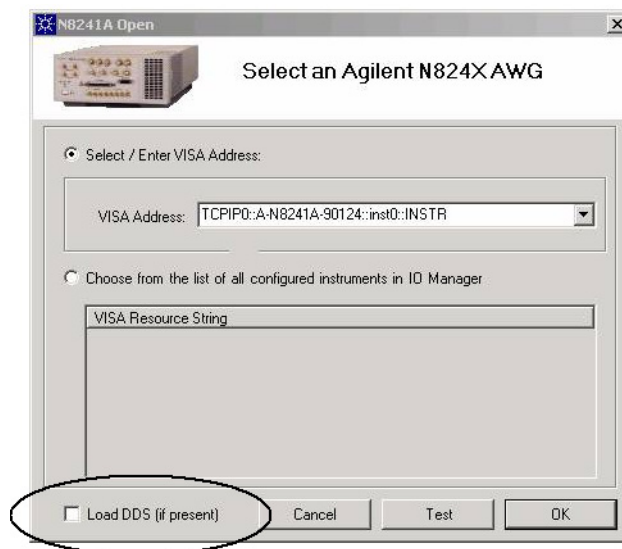 N8241A Open
Select an Agilent N824X AWG
Select / Enter VISA Address:
VISA Address: TCPIP0::A-N8241A-90124::inst0::INSTR
Choose from the list of all configured instruments in IO Manager
VISA Resource String
Load DDS (if present) Cancel Test OK